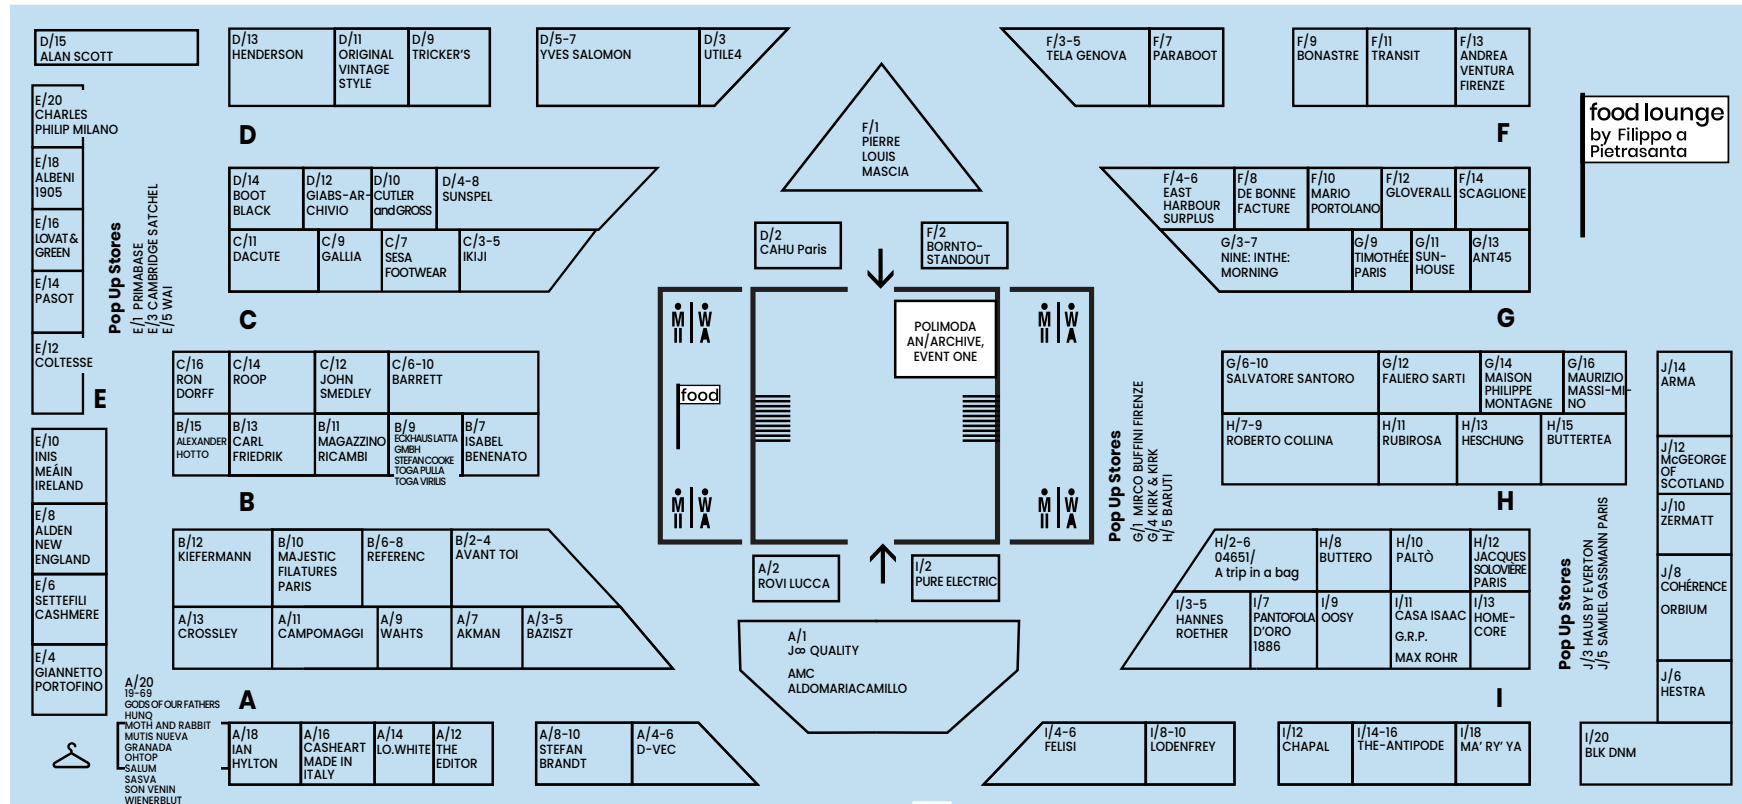 D/15
ALAN SCOTT
D/13
HENDERSON
D/11
ORIGINAL
VINTAGE
STYLE
D/9
TRICKER'S
D/5-7
YVES SALOMON
D/3
UTILE4
F/3-5
TELA GENOVA
F/7
PARABOOT
F/9
BONASTRE
F/11
TRANSIT
F/13
ANDREA
VENTURA
FIRENZE
E/20
CHARLES
PHILIP MILANO
E/18
ALBENI
1905
E/16
LOVAT &
GREEN
E/14
PASOT
E/12
COLTESSE
E
Pop Up Stores
E/1 PRIMABASE
E/3 CAMBRIDGE SATCHEL
E/5 WAI
D
F/1
PIERRE
LOUIS
MASCIA
F
food lounge
by Filippo a
Pietrasanta
D/14
BOOT
BLACK
D/12
GIABS-AR-
CHIVIO
D/10
CUTLER
and GROSS
D/4-8
SUNSPEL
C/11
DACUTE
C/9
GALLIA
C/7
SESA
FOOTWEAR
C/3-5
IKIJI
D/2
CAHU Paris
F/2
BORNTO-
STANDOUT
F/4-6
EAST
HARBOUR
SURPLUS
F/8
DE BONNE
FACTURE
F/10
MARIO
PORTOLANO
F/12
GLOVERALL
F/14
SCAGLIONE
G/3-7
NINE: INTHE:
MORNING
G/9
TIMOTHÉE
PARIS
G/11
SUN-
HOUSE
G/13
ANT45
C
G
M
II
W
A
POLIMODA
AN/ARCHIVE,
EVENT ONE
M
II
W
A
food
M
II
W
A
M
II
W
A
C/16
RON
DORFF
C/14
ROOP
C/12
JOHN
SMEDLEY
C/6-10
BARRETT
B/15
ALEXANDER
HOTTO
B/13
CARL
FRIEDRIK
B/11
MAGAZZINO
RICAMBI
B/9
ECKHAUS LATTA
GMBH
STEFAN COOKE
TOGA PULLA
TOGA VIRILIS
B/7
ISABEL
BENENATO
B
Pop Up Stores
G/1 MIRCO BUFFINI FIRENZE
G/4 KIRK & KIRK
H/5 BARUTI
G/6-10
SALVATORE SANTORO
G/12
FALIERO SARTI
G/14
MAISON
PHILIPPE
MONTAGNE
G/16
MAURIZIO
MASSI-MI-
NO
H/7-9
ROBERTO COLLINA
H/11
RUBIROSA
H/13
HESCHUNG
H/15
BUTTERTEA
H
J/14
ARMA
J/12
McGEORGE
OF
SCOTLAND
J/10
ZERMATT
J/8
COHÉRENCE
ORBIUM
J/6
HESTRA
E/10
INIS
MEÁIN
IRELAND
E/8
ALDEN
NEW
ENGLAND
E/6
SETTEFILI
CASHMERE
E/4
GIANNETTO
PORTOFINO
B/12
KIEFERMANN
B/10
MAJESTIC
FILATURES
PARIS
B/6-8
REFERENC
B/2-4
AVANT TOI
A/13
CROSSLEY
A/11
CAMPOMAGGI
A/9
WAHTS
A/7
AKMAN
A/3-5
BAZISZT
A/2
ROVI LUCCA
I/2
PURE ELECTRIC
H/2-6
04651/
A trip in a bag
H/8
BUTTERO
H/10
PALTÒ
H/12
JACQUES
SOLOVIÈRE
PARIS
I/3-5
HANNES
ROETHER
I/7
PANTOFOLA
D'ORO
1886
I/9
OOSY
I/11
CASA ISAAC
G.R.P.
MAX ROHR
I/13
HOME-
CORE
Pop Up Stores
J/3 HAUS BY EVERTON
J/5 SAMUEL GASSMANN PARIS
A/1
J∞ QUALITY
AMC
ALDOMARIACAMILLO
A
I
A/20
19-69
GODS OF OUR FATHERS
HUNQ
MOTH AND RABBIT
MUTIS NUEVA
GRANADA
OHTOP
SALUM
SASVA
SON VENIN
WIENERBLUT
A/18
IAN
HYLTON
A/16
CASHEART
MADE IN
ITALY
A/14
LO.WHITE
A/12
THE
EDITOR
A/8-10
STEFAN
BRANDT
A/4-6
D-VEC
I/4-6
FELISI
I/8-10
LODENFREY
I/12
CHAPAL
I/14-16
THE-ANTIPODE
I/18
MA' RY' YA
I/20
BLK DNM